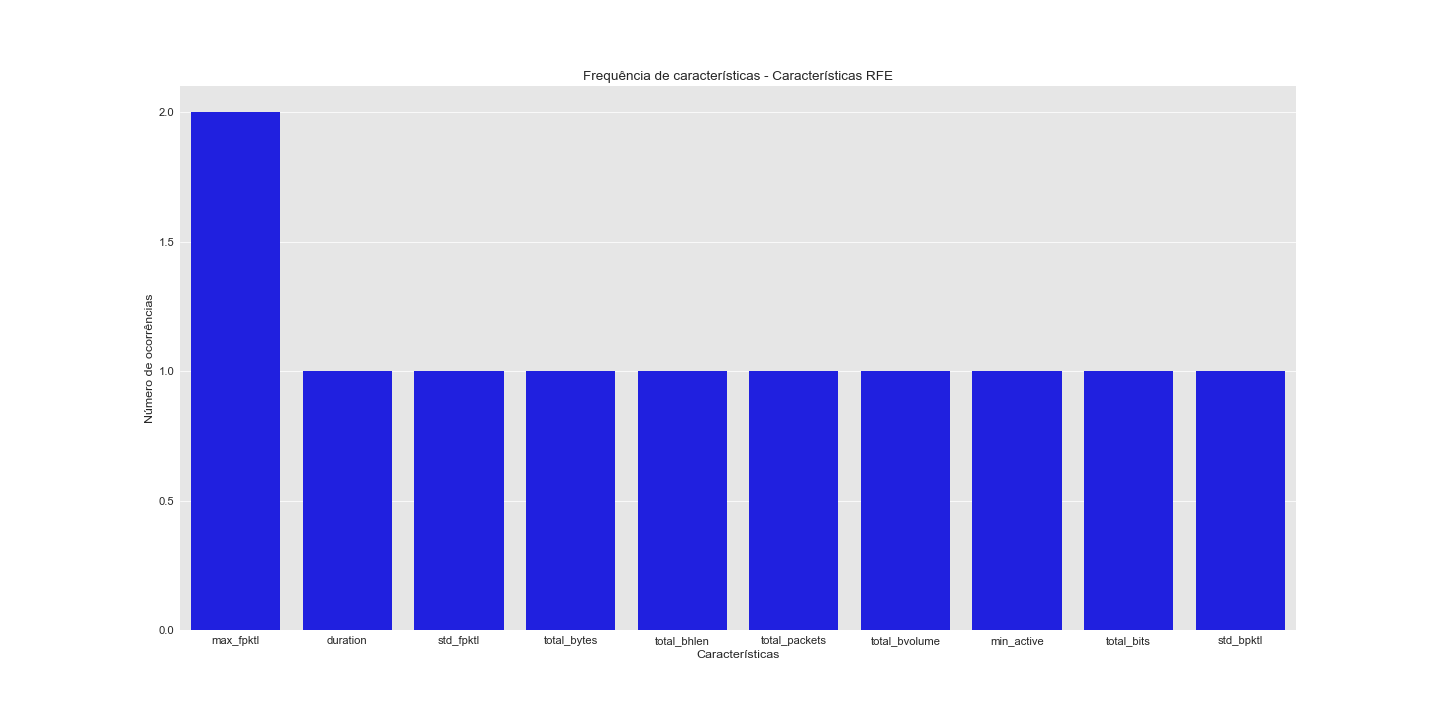 Frequência de características - Características RFE
2.0
1.5
1.0
0.5
0.0
Número de ocorrências
max_fpktl duration std_fpktl total_bytes total_bhlen total_packets total_bvolume min_active total_bits std_bpktl
Características